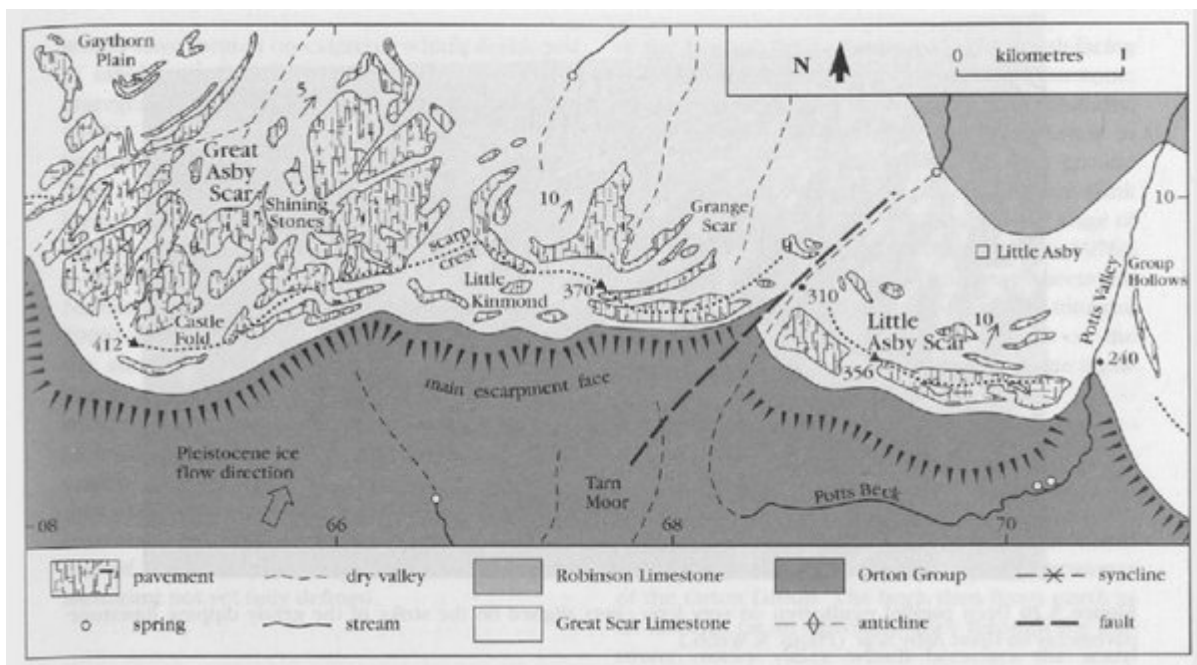 Gaythorn
Plain
N
0 kilometres 1
5
Great
Asby
Scar
Shining
Stones
10
Grange
Scar
10
scarp
crest
Little Asby
Potts Valley
Group
Hollows
Little
Kinmond
370
310
Castle
Fold
412
10
Little
Asby Scar
356
240
main escarpment face
Pleistocene ice
flow direction
Tarn
Moor
Potts Beck
08
66
68
70
pavement
dry valley
Robinson Limestone
Orton Group
syncline
spring
stream
Great Scar Limestone
anticline
fault